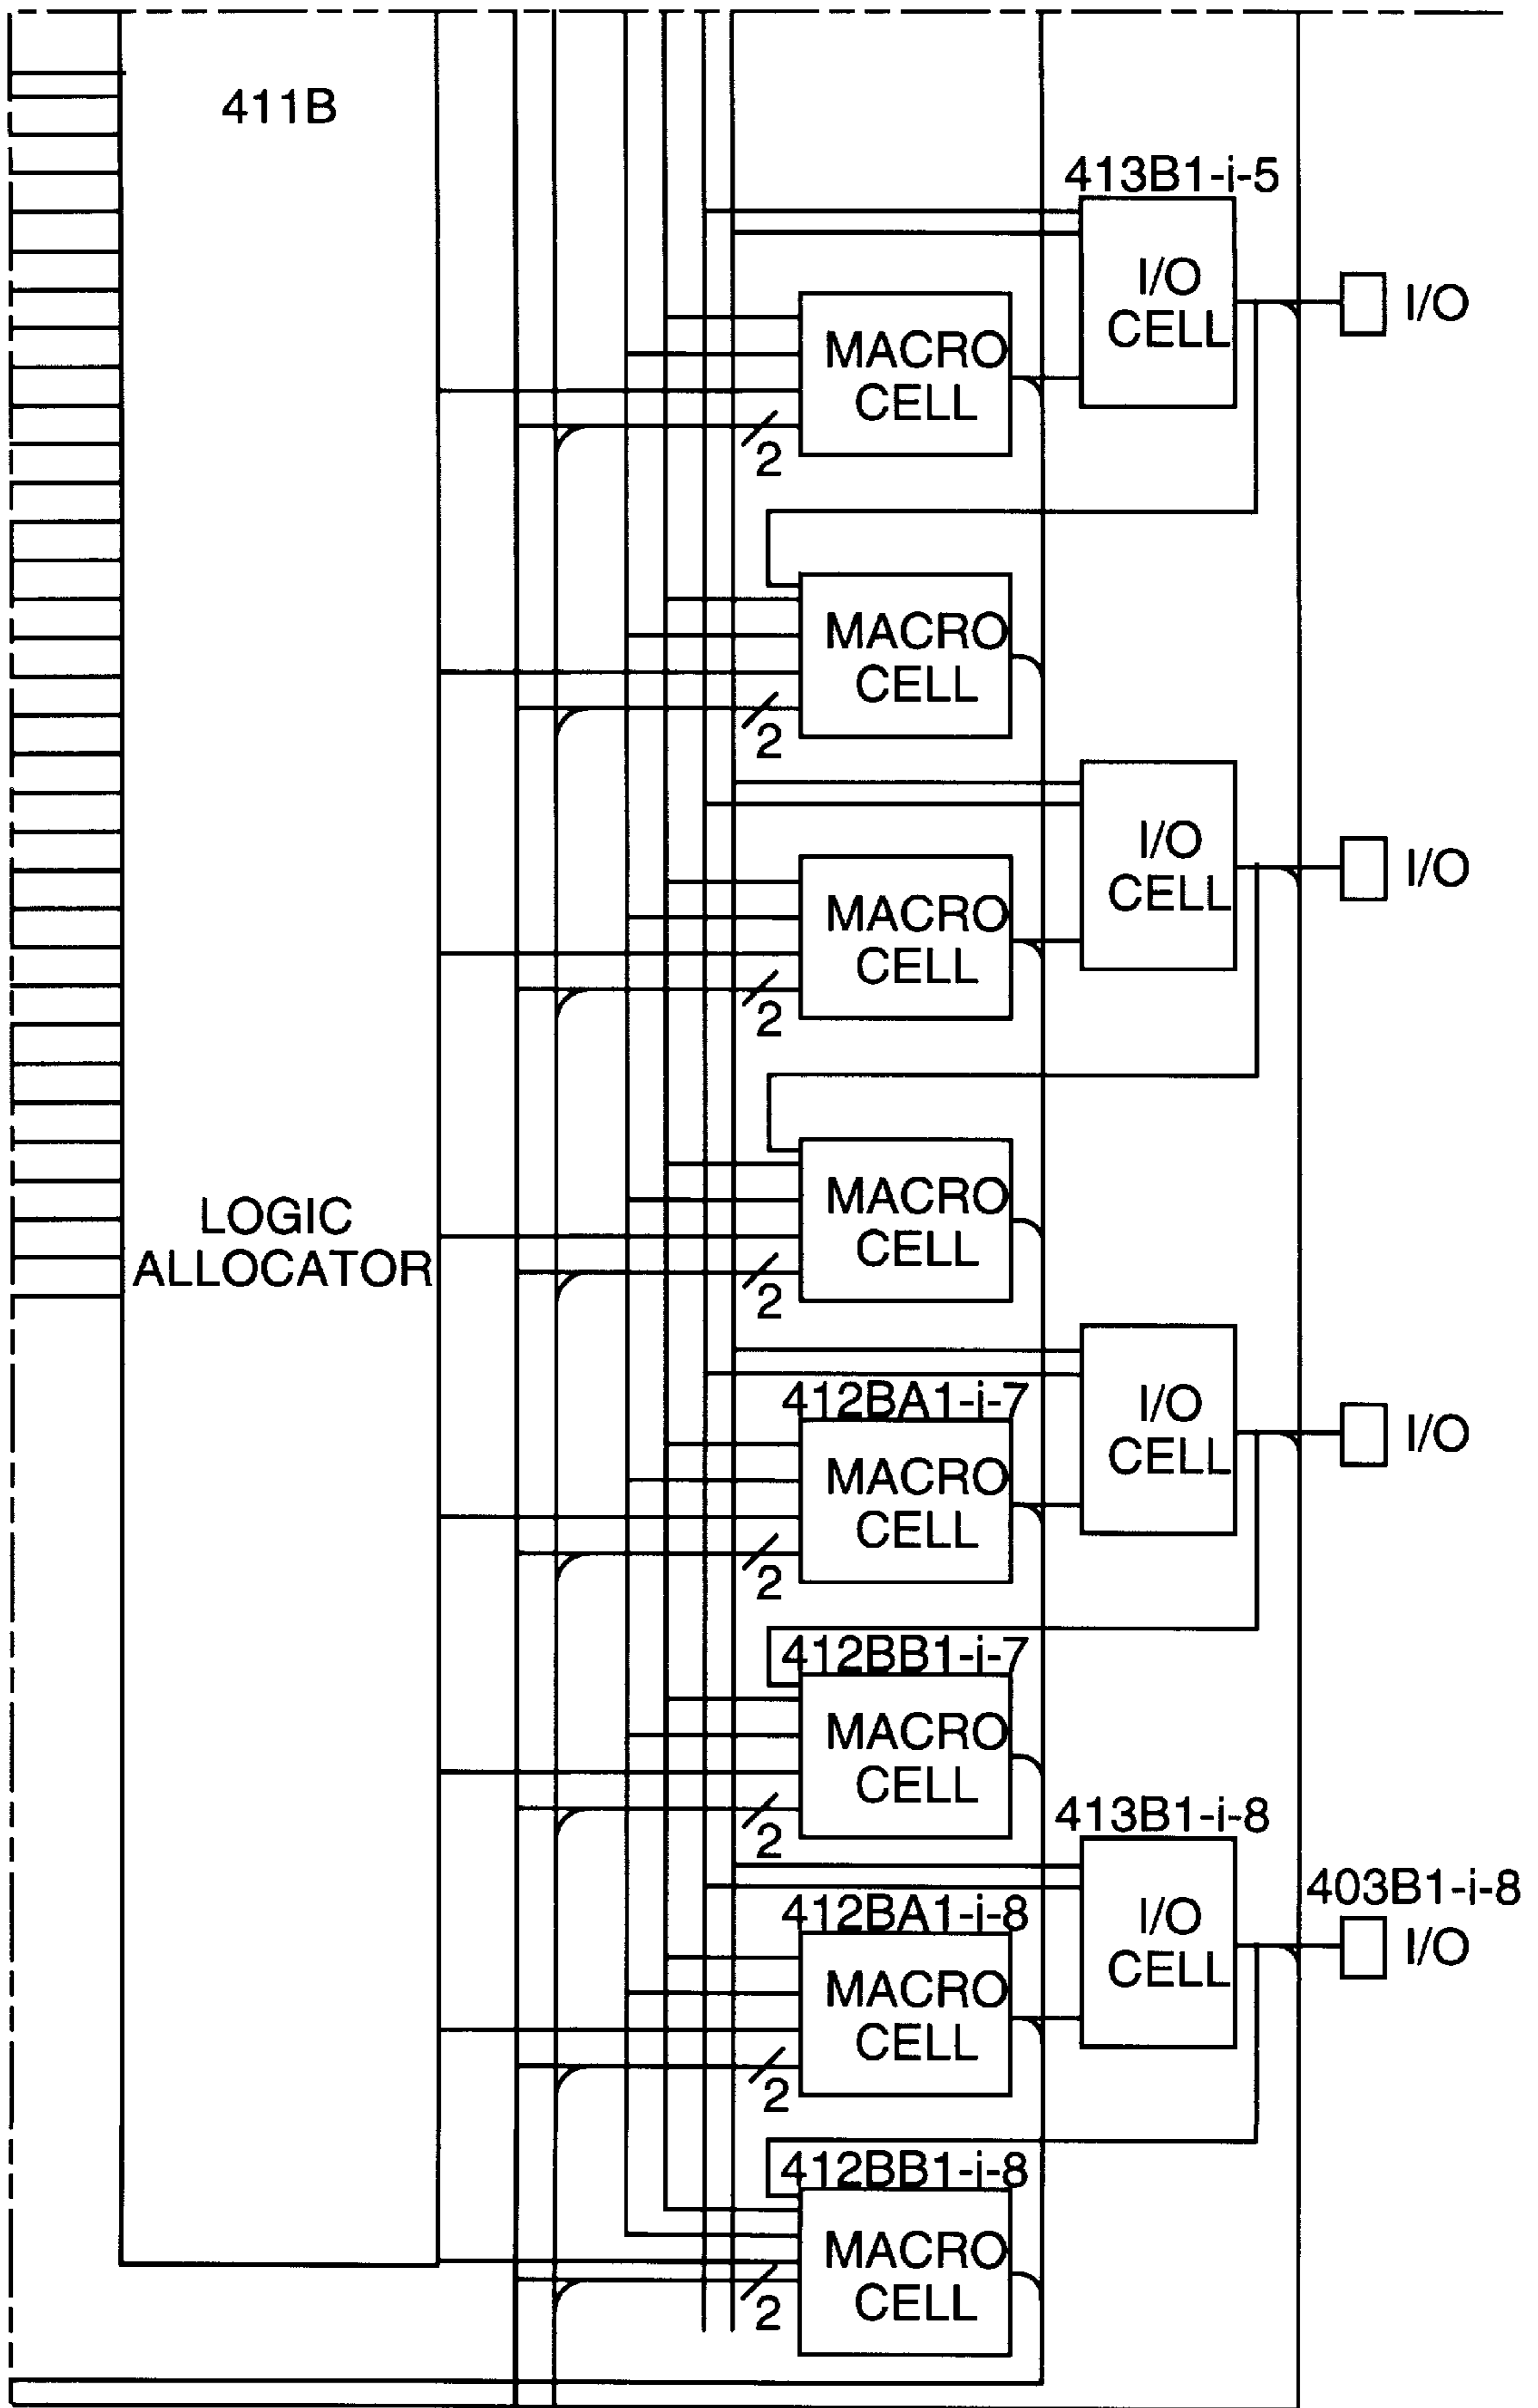 411B
413B1-i-5
I/O
CELL
I/O
MACRO
CELL
2
MACRO
CELL
2
I/O
CELL
I/O
MACRO
CELL
2
LOGIC
ALLOCATOR
MACRO
CELL
2
I/O
CELL
I/O
412BA1-i-7
MACRO
CELL
2
412BB1-i-7
MACRO
CELL
2
413B1-i-8
I/O
CELL
403B1-i-8
I/O
412BA1-i-8
MACRO
CELL
2
412BB1-i-8
MACRO
CELL
2